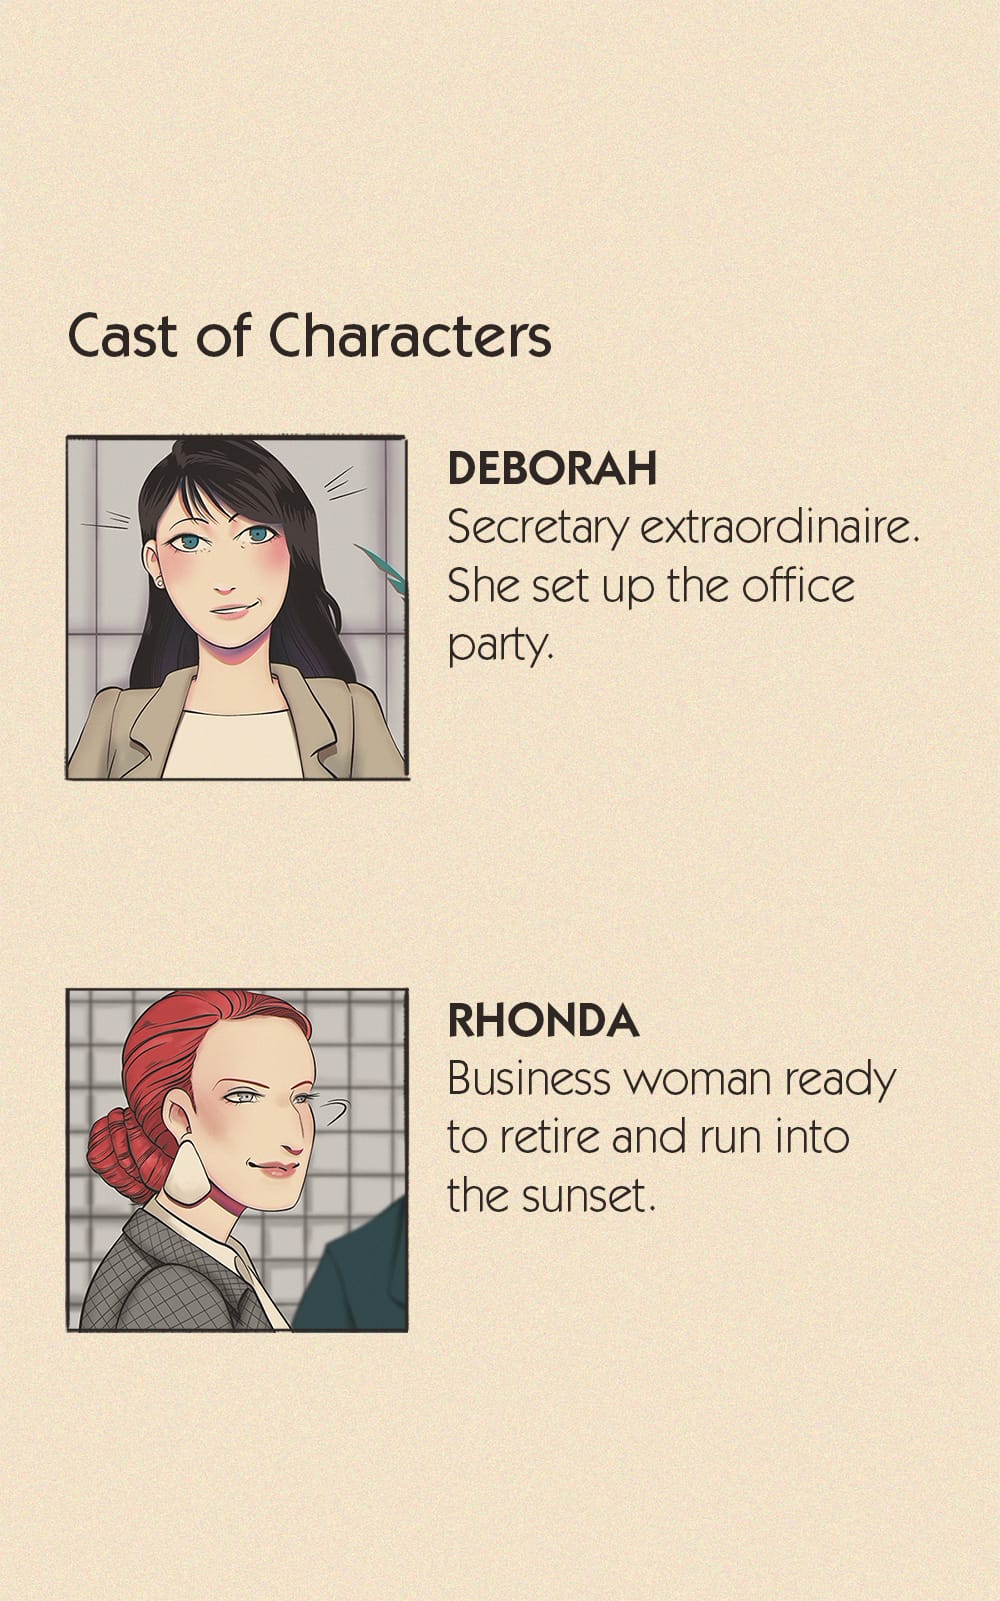 Cast of Characters
DEBORAH
Secretary extraordinaire.
She set up the office
party.
RHONDA
Business woman ready
to retire and run into
the sunset.